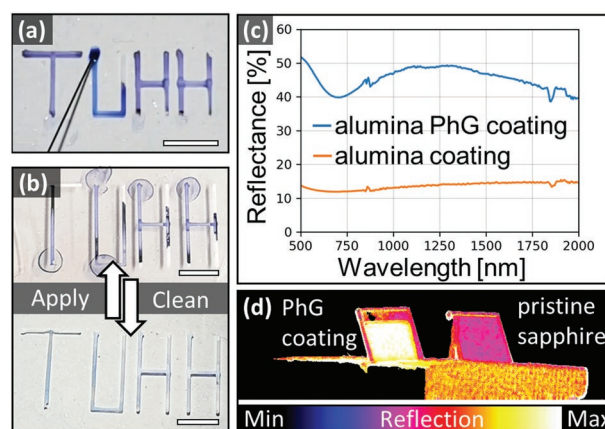 (a)
TUHH
(b)
Apply
Clean
TUHH
(c)
Reflectance [%]
60
50
40
30
20
10
0
alumina PhG coating
alumina coating
500 750 1000 1250 1500 1750 2000
Wavelength [nm]
(d)
PhG
coating
pristine
sapphire
Min Reflection Max